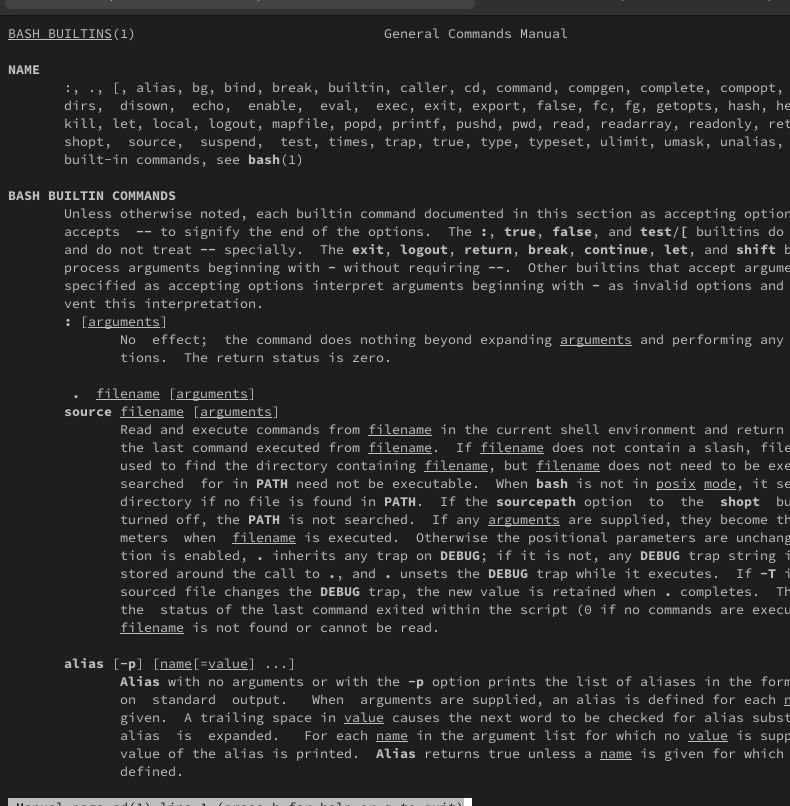 BASH BUILTINS(1) General Commands Manual
NAME
:, ., [, alias, bg, bind, break, builtin, caller, cd, command, compgen, complete, compopt,
dirs, disown, echo, enable, eval, exec, exit, export, false, fc, fg, getopts, hash, he
kill, let, local, logout, mapfile, popd, printf, pushd, pwd, read, readarray, readonly, ret
shopt, source, suspend, test, times, trap, true, type, typeset, ulimit, umask, unalias,
built-in commands, see bash(1)
BASH BUILTIN COMMANDS
Unless otherwise noted, each builtin command documented in this section as accepting option
accepts -- to signify the end of the options. The :, true, false, and test/[ builtins do
and do not treat -- specially. The exit, logout, return, break, continue, let, and shift b
process arguments beginning with - without requiring --. Other builtins that accept argume
specified as accepting options interpret arguments beginning with - as invalid options and
vent this interpretation.
: [arguments]
No effect; the command does nothing beyond expanding arguments and performing any
tions. The return status is zero.
. filename [arguments]
source filename [arguments]
Read and execute commands from filename in the current shell environment and return
the last command executed from filename. If filename does not contain a slash, file
used to find the directory containing filename, but filename does not need to be exe
searched for in PATH need not be executable. When bash is not in posix mode, it se
directory if no file is found in PATH. If the sourcepath option to the shopt bu
turned off, the PATH is not searched. If any arguments are supplied, they become th
meters when filename is executed. Otherwise the positional parameters are unchang
tion is enabled, . inherits any trap on DEBUG; if it is not, any DEBUG trap string i
stored around the call to ., and . unsets the DEBUG trap while it executes. If -T i
sourced file changes the DEBUG trap, the new value is retained when . completes. Th
the status of the last command exited within the script (0 if no commands are execu
filename is not found or cannot be read.
alias [-p] [name[=value] ...]
Alias with no arguments or with the -p option prints the list of aliases in the form
on standard output. When arguments are supplied, an alias is defined for each n
given. A trailing space in value causes the next word to be checked for alias subst
alias is expanded. For each name in the argument list for which no value is supp
value of the alias is printed. Alias returns true unless a name is given for which
defined.
Manual page cd(1) line 1 (press h for help or q to quit)